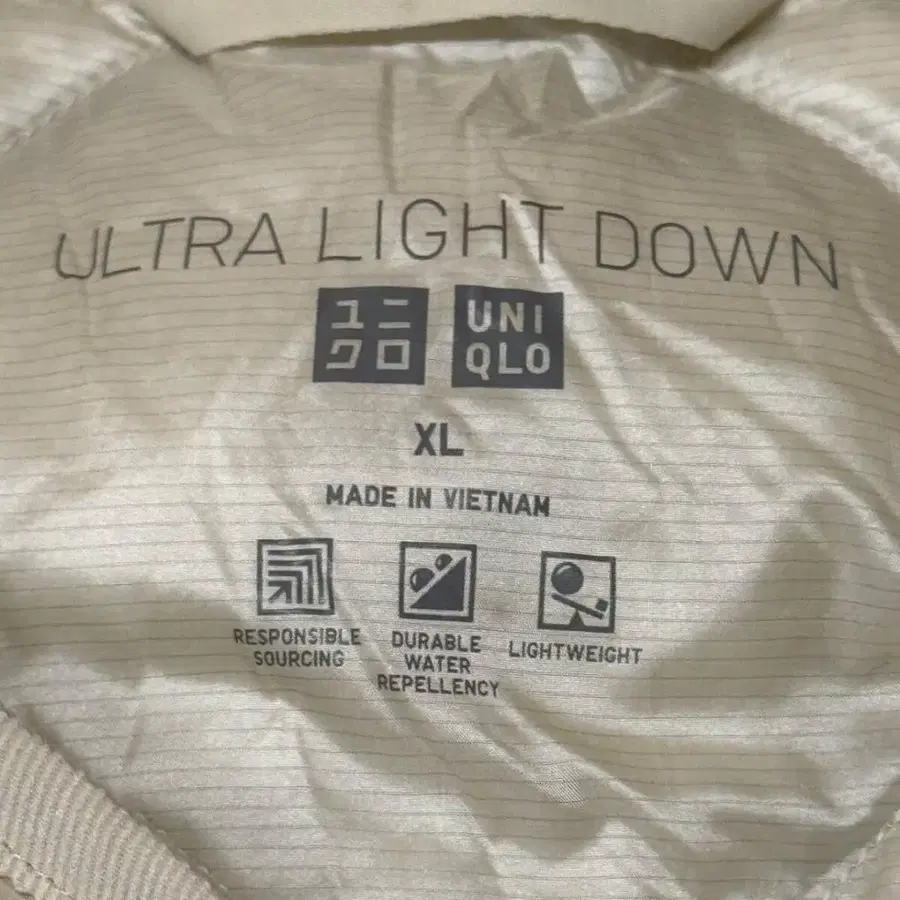 ULTRA LIGHT DOWN
ユニ
クロ
UNI
QLO
XL
MADE IN VIETNAM
RESPONSIBLE
SOURCING
DURABLE
WATER
REPELLENCY
LIGHTWEIGHT